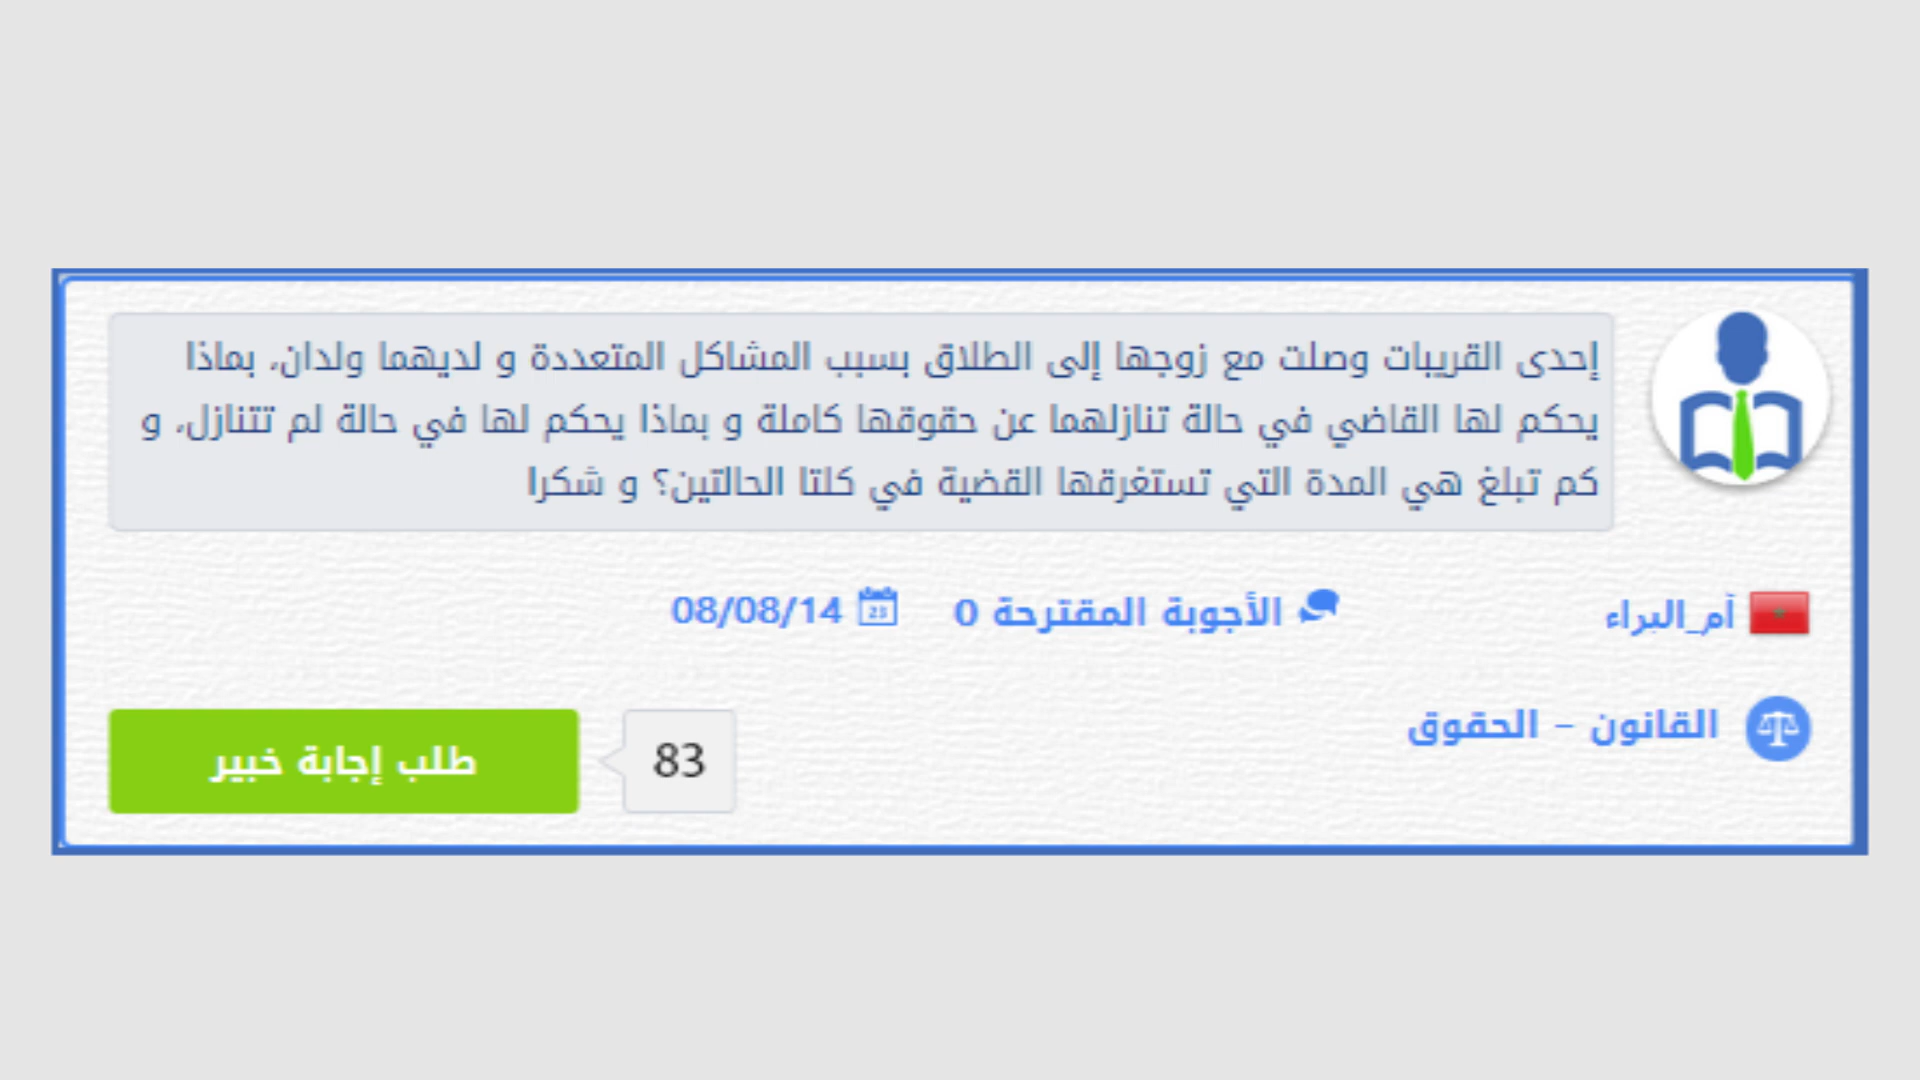 إحدى القريبات وصلت مع زوجها إلى الطلاق بسبب المشاكل المتعددة و لديهما ولدان، بماذا
يحكم لها القاضي في حالة تنازلهما عن حقوقها كاملة و بماذا يحكم لها في حالة لم تتنازل، و
كم تبلغ هي المدة التي تستغرقها القضية في كلتا الحالتين؟ و شكرا
أم_البراء
الأجوبة المقترحة 0
08/08/14
القانون - الحقوق
83
طلب إجابة خبير